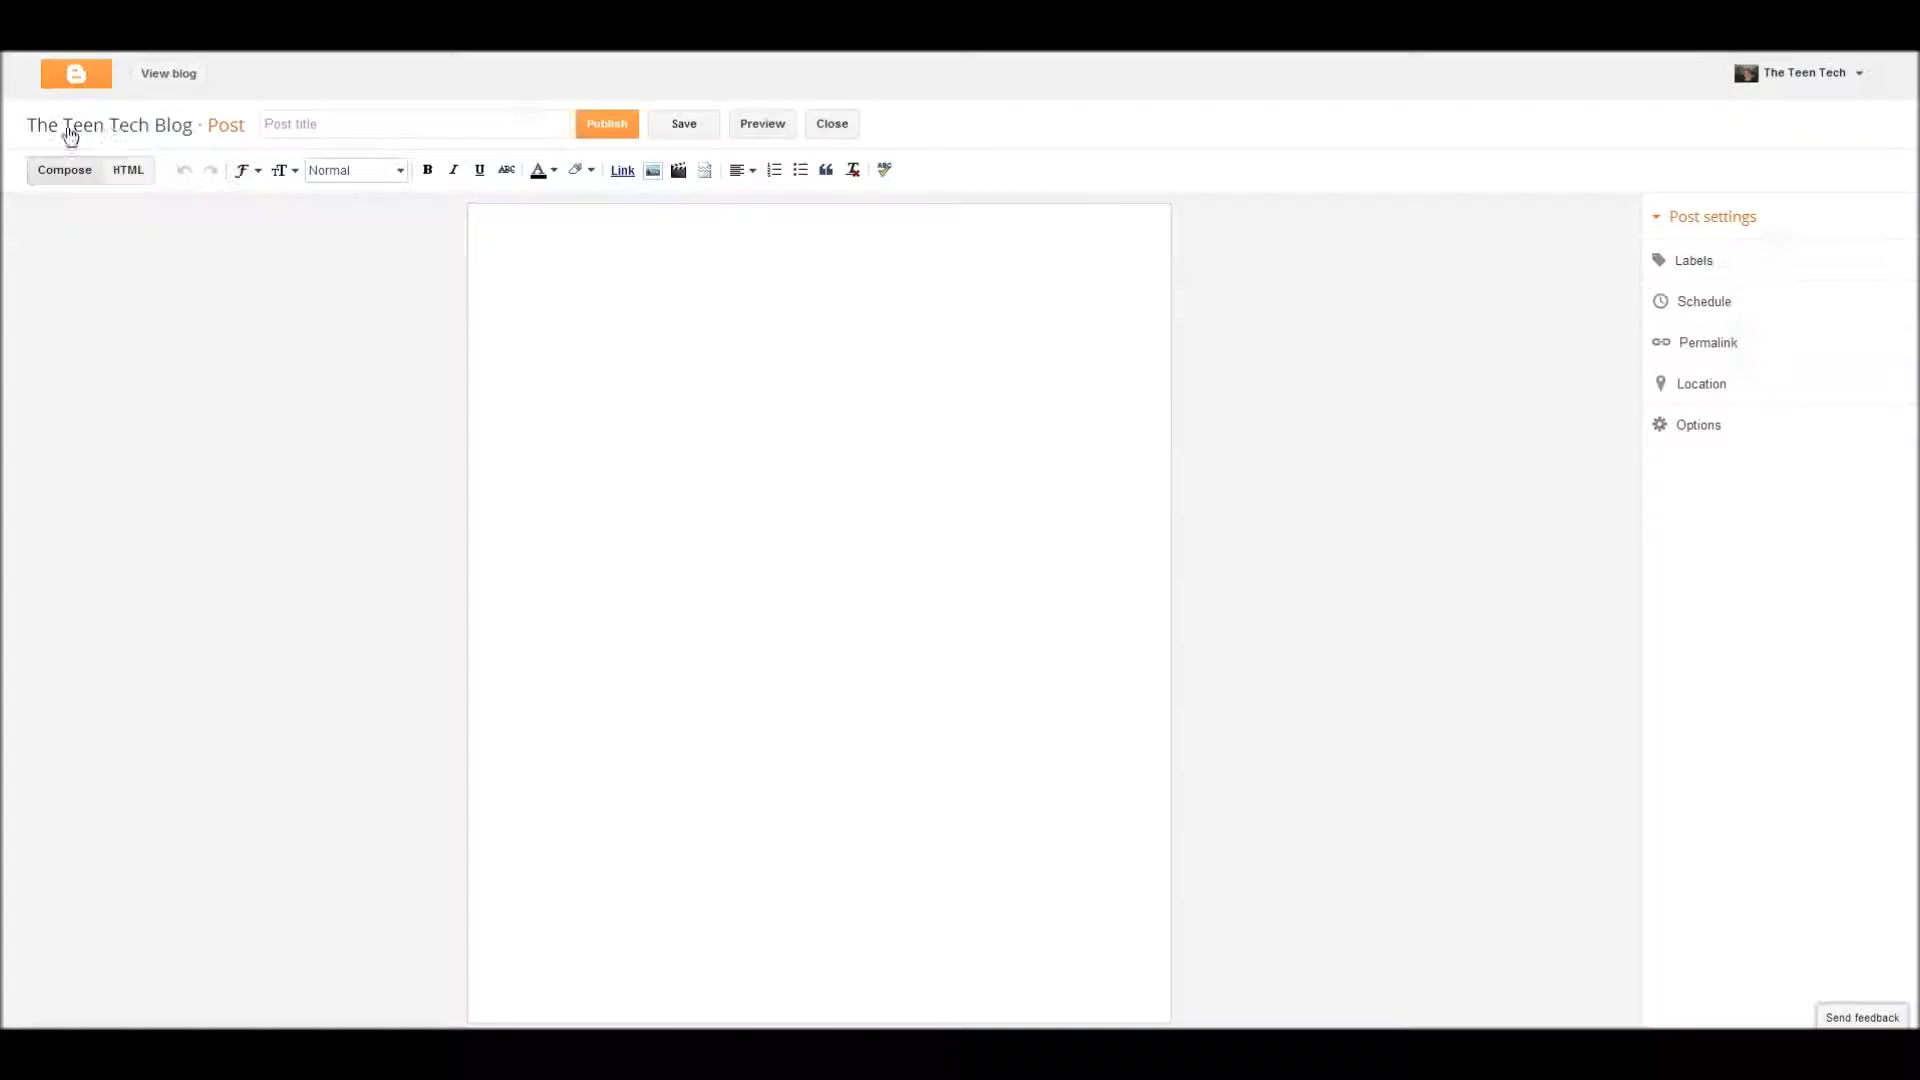 View blog
The Teen Tech
The Teen Tech Blog · Post
Post title
Publish
Save
Preview
Close
Compose
HTML
Normal
B
I
U
ABC
A
Link
ABC
Post settings
Labels
Schedule
Permalink
Location
Options
Send feedback